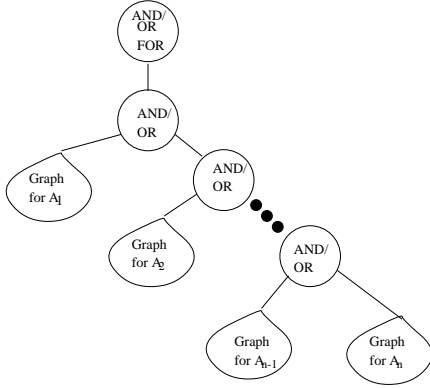 AND/
OR
FOR
AND/
OR
Graph
for A1
AND/
OR
Graph
for A2
AND/
OR
Graph
for An-1
Graph
for An